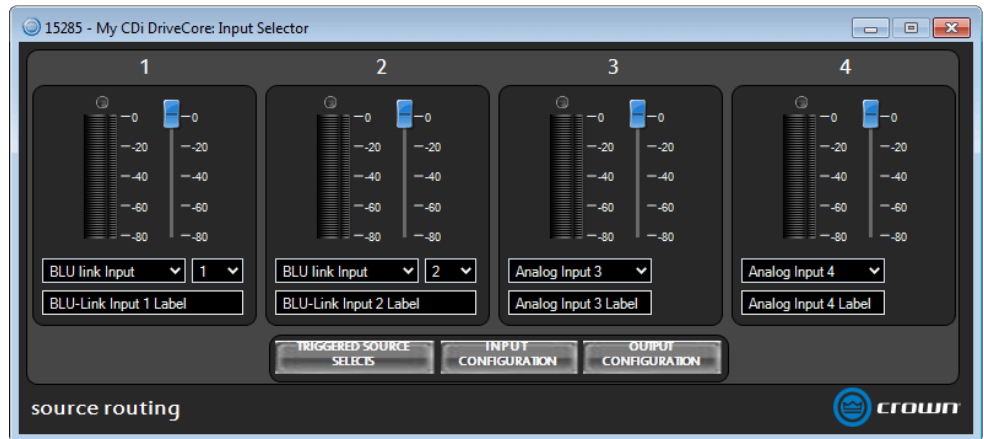 15285 - My CDi DriveCore: Input Selector
1 2 3 4
0 0 0 0 0 0 0 0
-20 -20 -20 -20 -20 -20 -20 -20
-40 -40 -40 -40 -40 -40 -40 -40
-60 -60 -60 -60 -60 -60 -60 -60
-80 -80 -80 -80 -80 -80 -80 -80
BLU link Input 1 BLU link Input 2 Analog Input 3 Analog Input 4
BLU-Link Input 1 Label BLU-Link Input 2 Label Analog Input 3 Label Analog Input 4 Label
TRIGGERED SOURCE SELECTS
INPUT CONFIGURATION
OUTPUT CONFIGURATION
source routing
crown